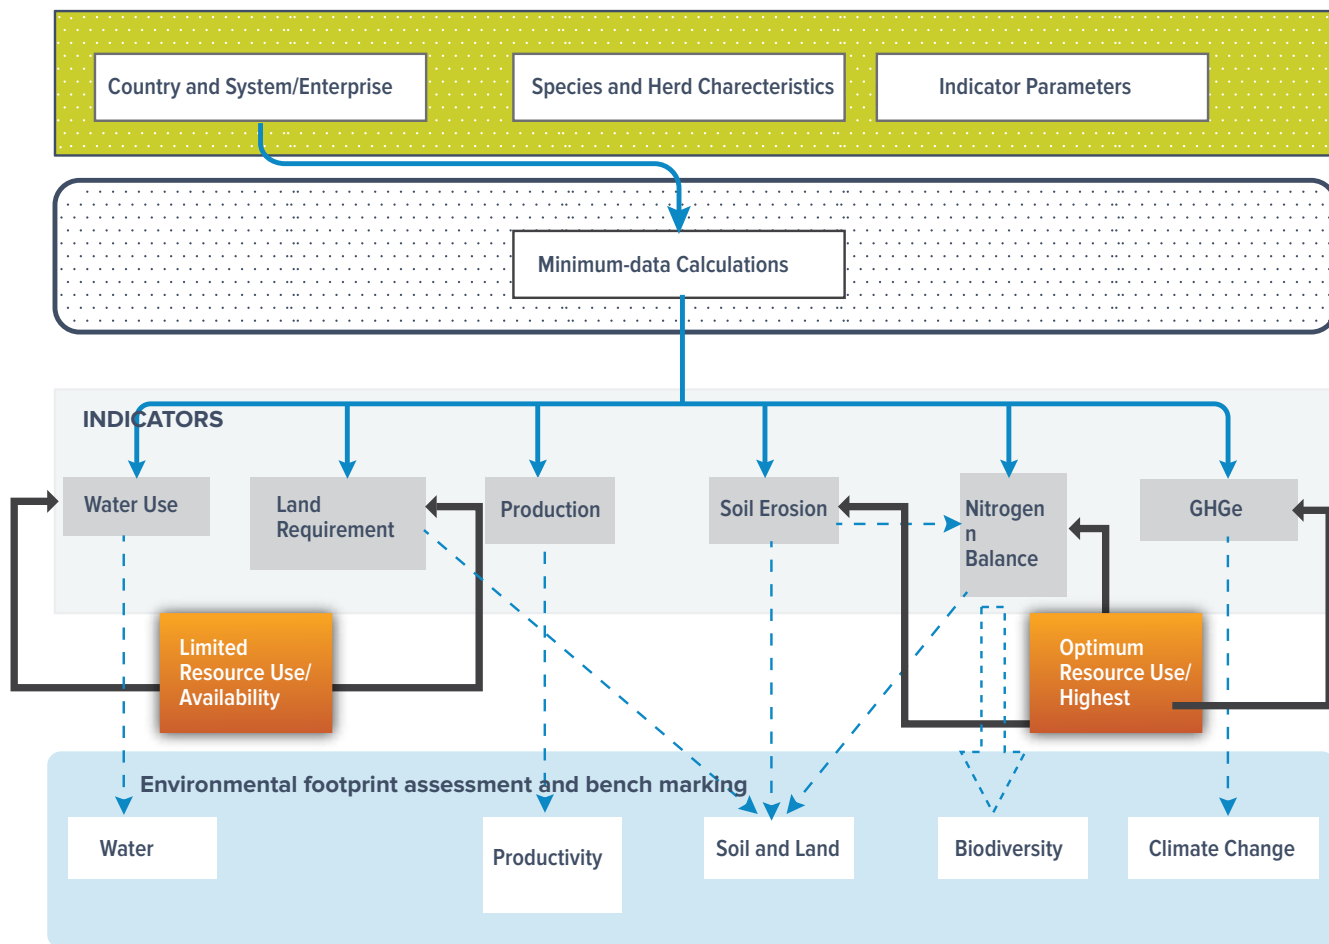 Country and System/Enterprise
Species and Herd Charecteristics
Indicator Parameters
Minimum-data Calculations
INDICATORS
Water Use
Land
Requirement
Production
Soil Erosion
Nitrogen
n
Balance
GHGe
Limited
Resource Use/
Availability
Optimum
Resource Use/
Highest
Environmental footprint assessment and bench marking
Water
Productivity
Soil and Land
Biodiversity
Climate Change